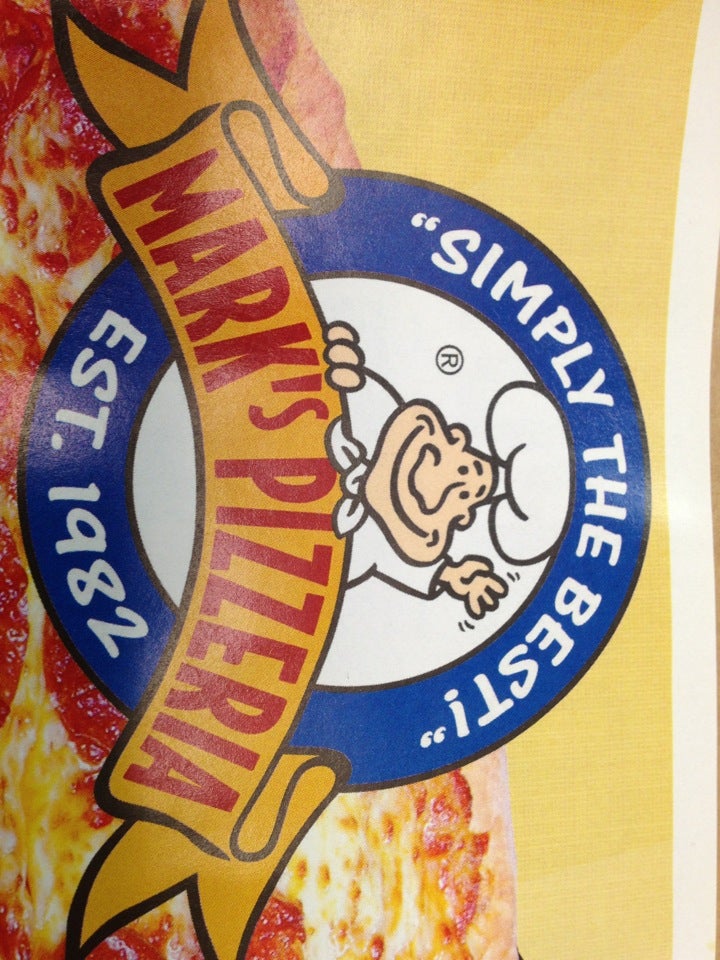 "SIMPLY THE BEST!"
®
MARK'S PIZZERIA
EST. 1982